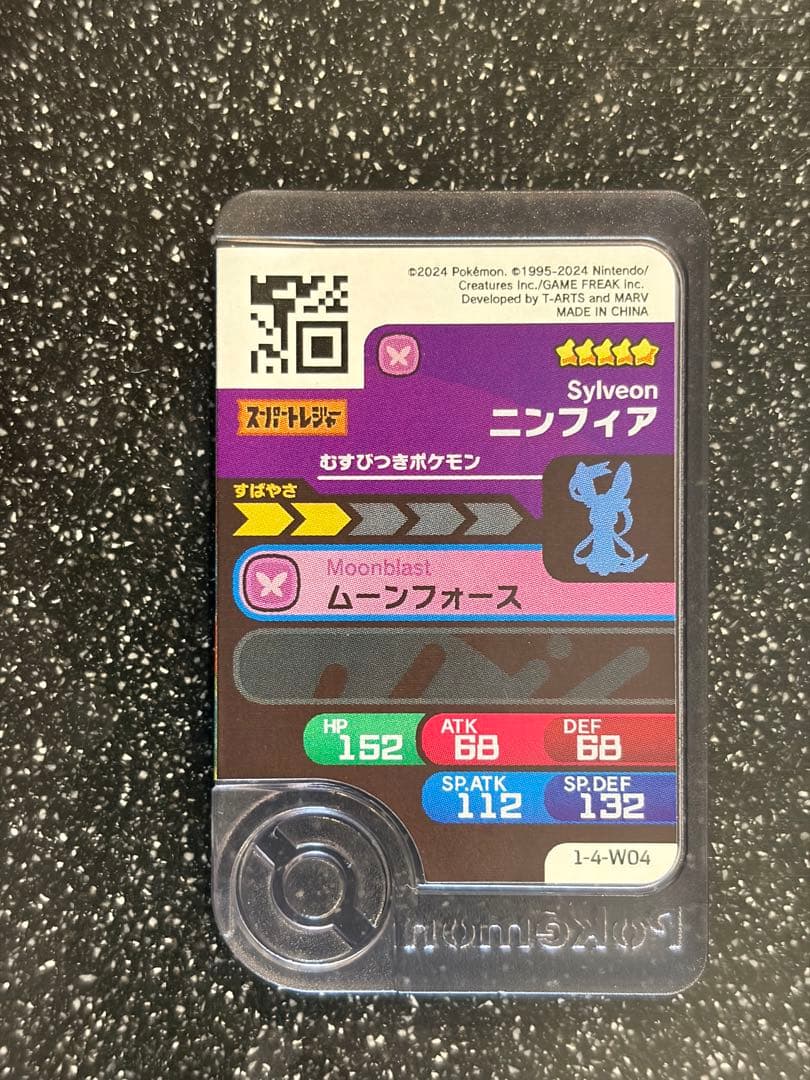 ©2024 Pokémon. ©1995-2024 Nintendo/
Creatures Inc./GAME FREAK inc.
Developed by T-ARTS and MARV
MADE IN CHINA
Sylveon
スーパートレジャー
ニンフィア
むすびつきポケモン
すばやさ
Moonblast
ムーンフォース
HP 152
ATK 68
DEF 68
SP.ATK 112
SP.DEF 132
1-4-W04
Pokémon